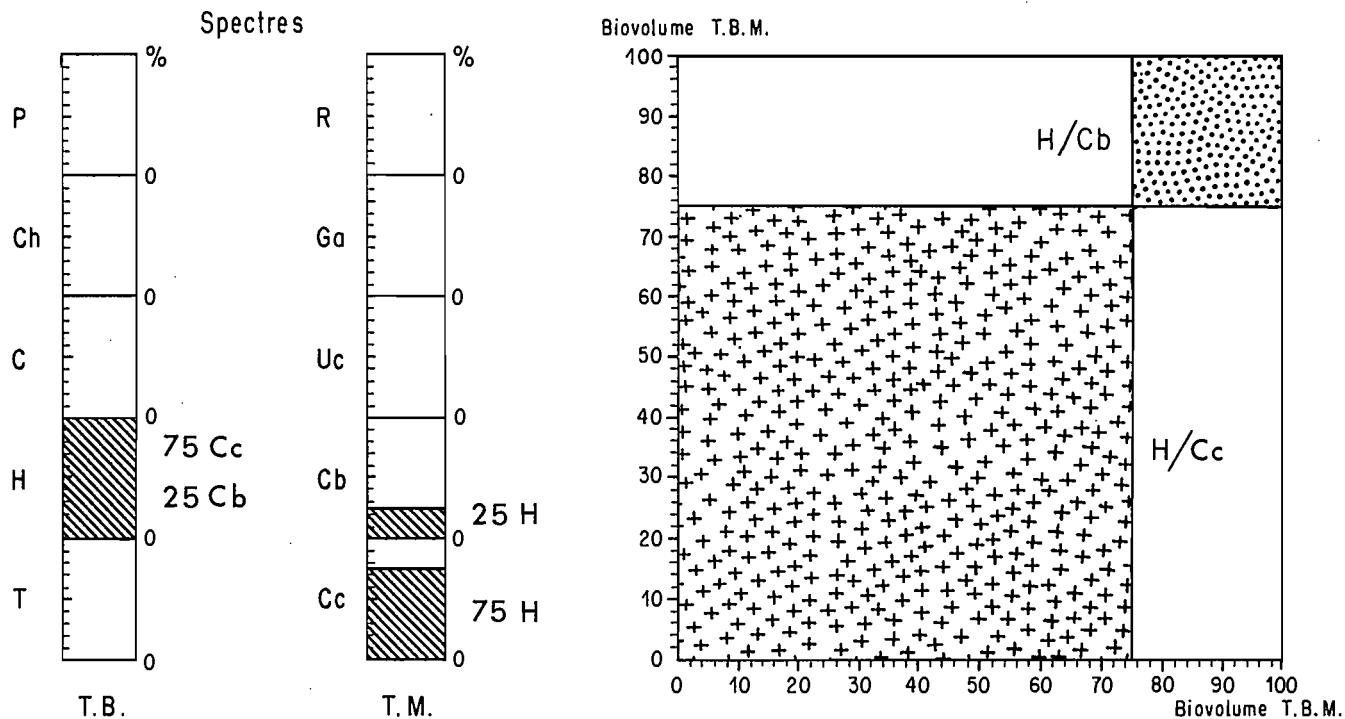 Spectres
%
P
0
Ch
0
C
0
H
75 Cc
25 Cb
0
T
0
T.B.
%
R
0
Ga
0
Uc
0
Cb
25 H
0
Cc
75 H
0
T.M.
Biovolume T.B.M.
100
90
80
70
60
50
40
30
20
10
0
H/Cb
H/Cc
0 10 20 30 40 50 60 70 80 90 100
Biovolume T.B.M.